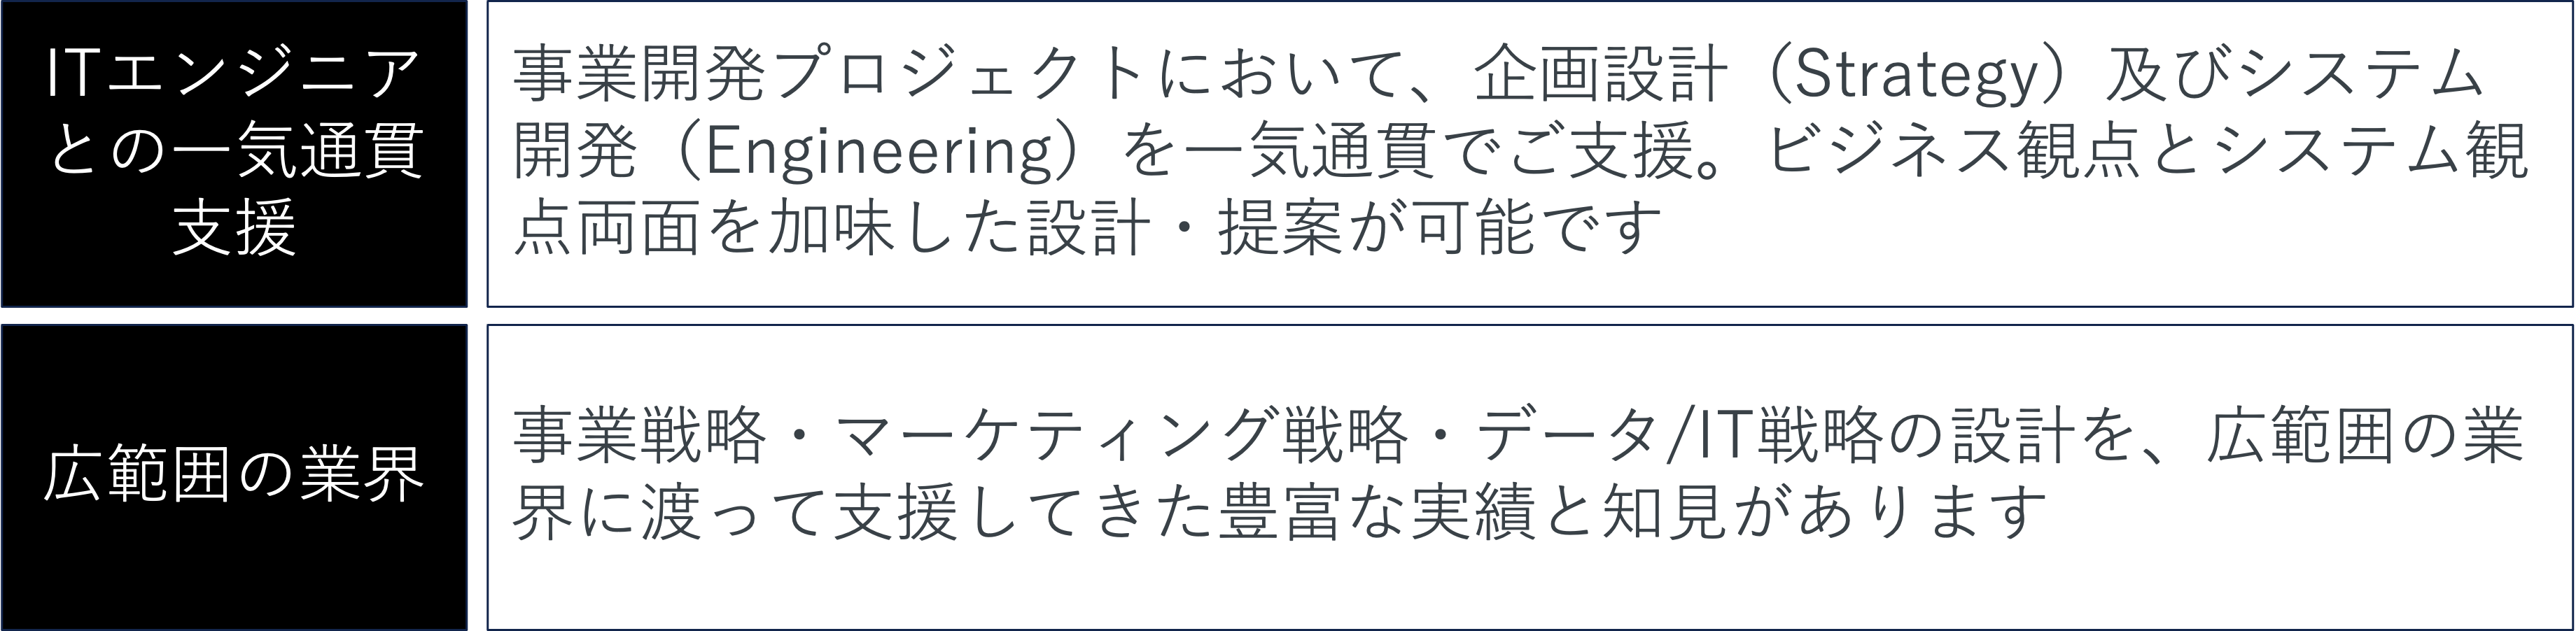 ITエンジニア
との一気通貫
支援
事業開発プロジェクトにおいて、企画設計（Strategy）及びシステム
開発（Engineering）を一気通貫でご支援。ビジネス観点とシステム観
点両面を加味した設計・提案が可能です
広範囲の業界
事業戦略・マーケティング戦略・データ/IT戦略の設計を、広範囲の業
界に渡って支援してきた豊富な実績と知見があります